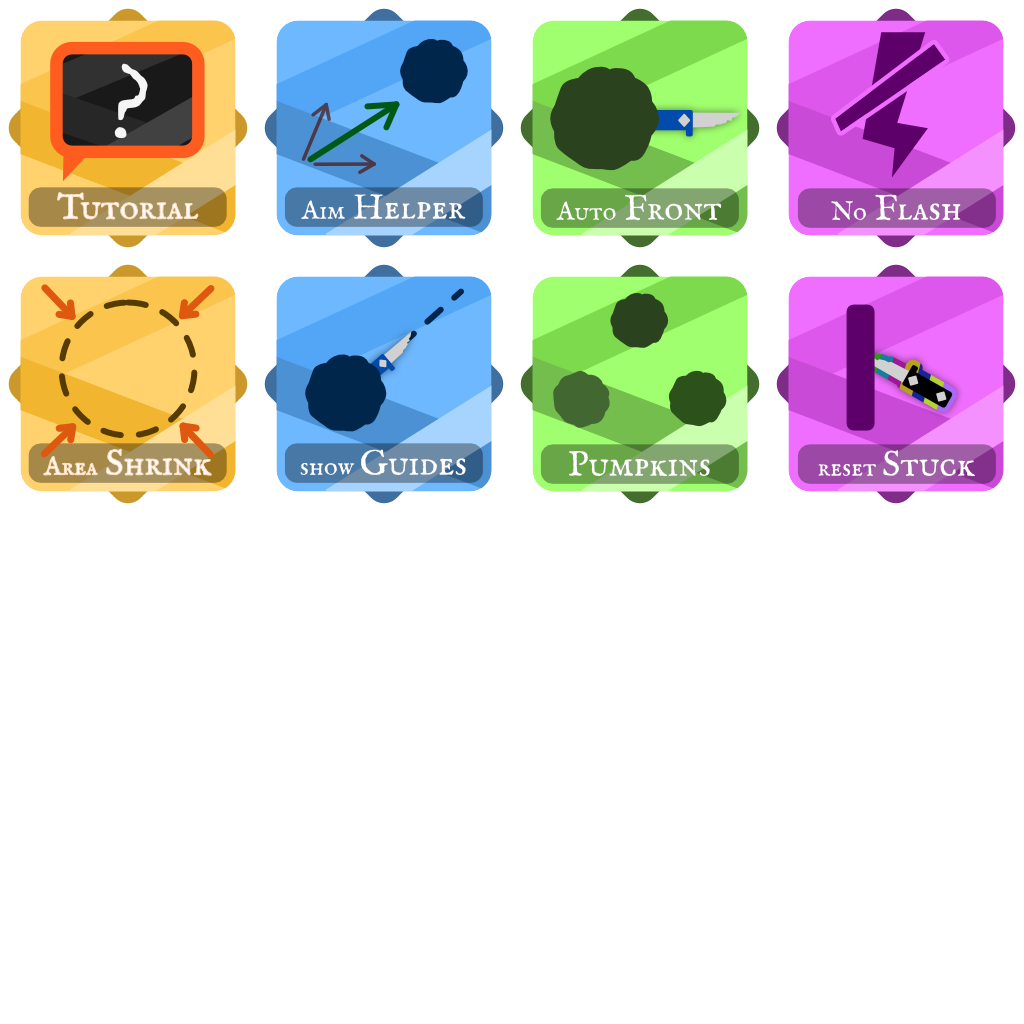 ?
Tutorial
Aim Helper
Auto Front
No Flash
Area Shrink
show Guides
Pumpkins
reset Stuck